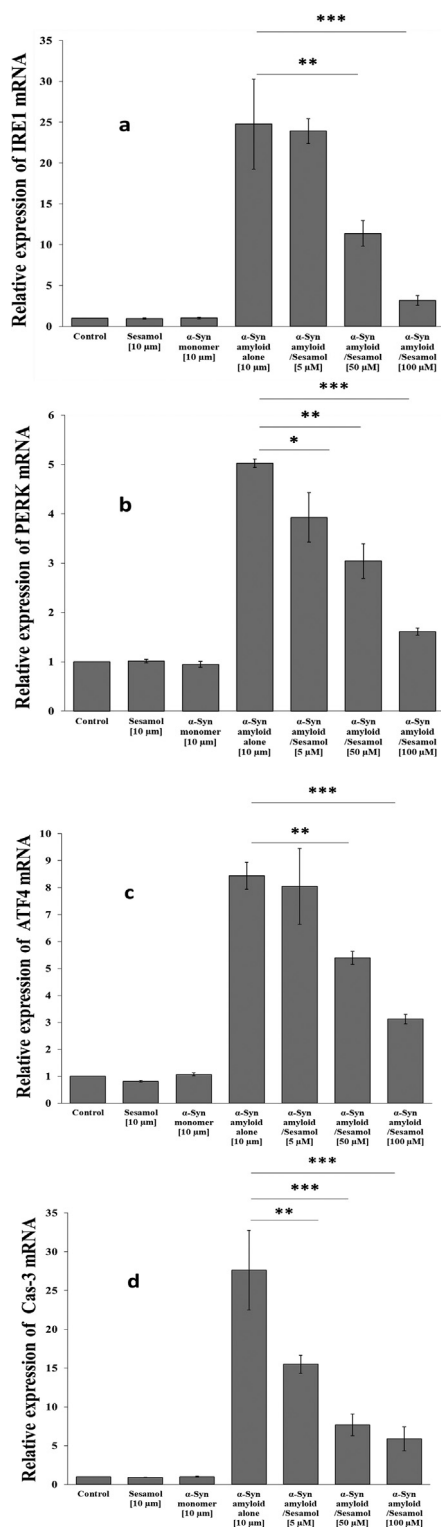 ***
**
35
30
25
20
15
10
5
0
Relative expression of IRE1 mRNA
a
Control
Sesamol
[10 μm]
α-Syn
monomer
[10 μm]
α-Syn
amyloid
alone
[10 μm]
α-Syn
amyloid
/Sesamol
[5 μM]
α-Syn
amyloid/Sesamol
[50 μM]
α-Syn
amyloid/Sesamol
[100 μM]
***
**
*
6
5
4
3
2
1
0
Relative expression of PERK mRNA
b
Control
Sesamol
[10 μm]
α-Syn
monomer
[10 μm]
α-Syn
amyloid
alone
[10 μm]
α-Syn
amyloid
/Sesamol
[5 μM]
α-Syn
amyloid/Sesamol
[50 μM]
α-Syn
amyloid/Sesamol
[100 μM]
***
**
10
9
8
7
6
5
4
3
2
1
0
Relative expression of ATF4 mRNA
c
Control
Sesamol
[10 μm]
α-Syn
monomer
[10 μm]
α-Syn
amyloid
alone
[10 μm]
α-Syn
amyloid
/Sesamol
[5 μM]
α-Syn
amyloid/Sesamol
[50 μM]
α-Syn
amyloid/Sesamol
[100 μM]
***
***
**
35
30
25
20
15
10
5
0
Relative expression of Cas-3 mRNA
d
Control
Sesamol
[10 μm]
α-Syn
monomer
[10 μm]
α-Syn
amyloid
alone
[10 μm]
α-Syn
amyloid
/Sesamol
[5 μM]
α-Syn
amyloid/Sesamol
[50 μM]
α-Syn
amyloid/Sesamol
[100 μM]